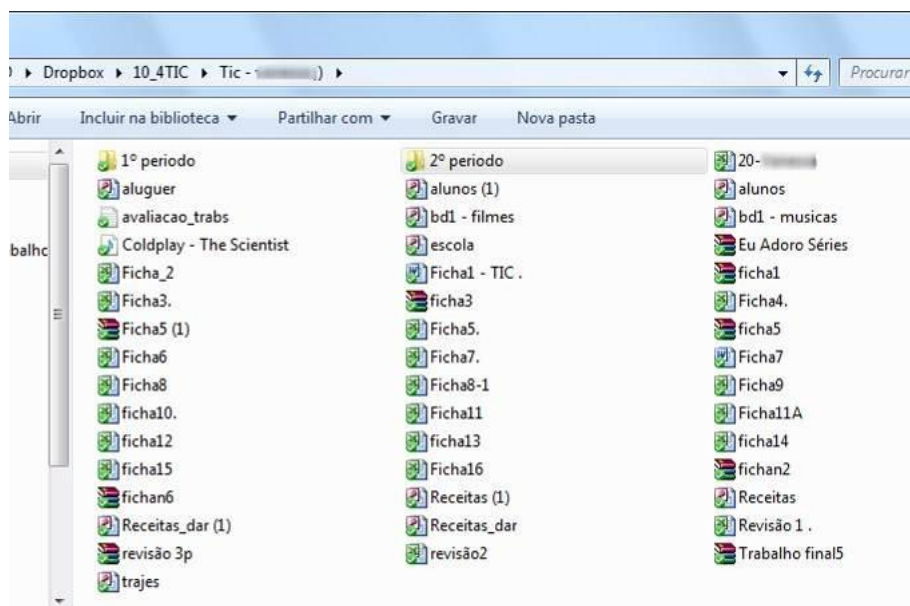 Dropbox 10_4TIC Tic - ) Procurar
Abrir Incluir na biblioteca Partilhar com Gravar Nova pasta
1º periodo 2º periodo 20-
aluguer alunos (1) alunos
avaliacao_trabs bd1 - filmes bd1 - musicas
Coldplay - The Scientist escola Eu Adoro Séries
Ficha_2 Ficha1 - TIC . ficha1
Ficha3. ficha3 Ficha4.
Ficha5 (1) Ficha5. ficha5
Ficha6 Ficha7. Ficha7
Ficha8 Ficha8-1 Ficha9
ficha10. Ficha11 Ficha11A
ficha12 ficha13 ficha14
ficha15 Ficha16 fichan2
fichan6 Receitas (1) Receitas
Receitas_dar (1) Receitas_dar Revisão 1 .
revisão 3p revisão2 Trabalho final5
trajes